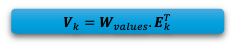 V_k = W_values. E_k^T